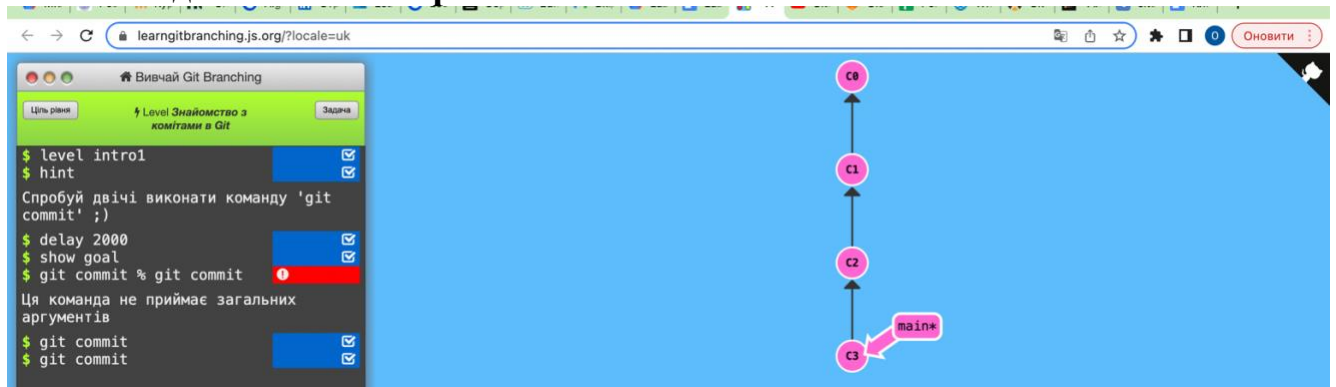 learngitbranching.js.org/?locale=uk
Оновити
Вивчай Git Branching
Ціль рівня
Level Знайомство з
комітами в Git
Задача
$ level intro1
$ hint
Спробуй двічі виконати команду 'git
commit' ;)
$ delay 2000
$ show goal
$ git commit % git commit
Ця команда не приймає загальних
аргументів
$ git commit
$ git commit
C0
C1
C2
main*
C3